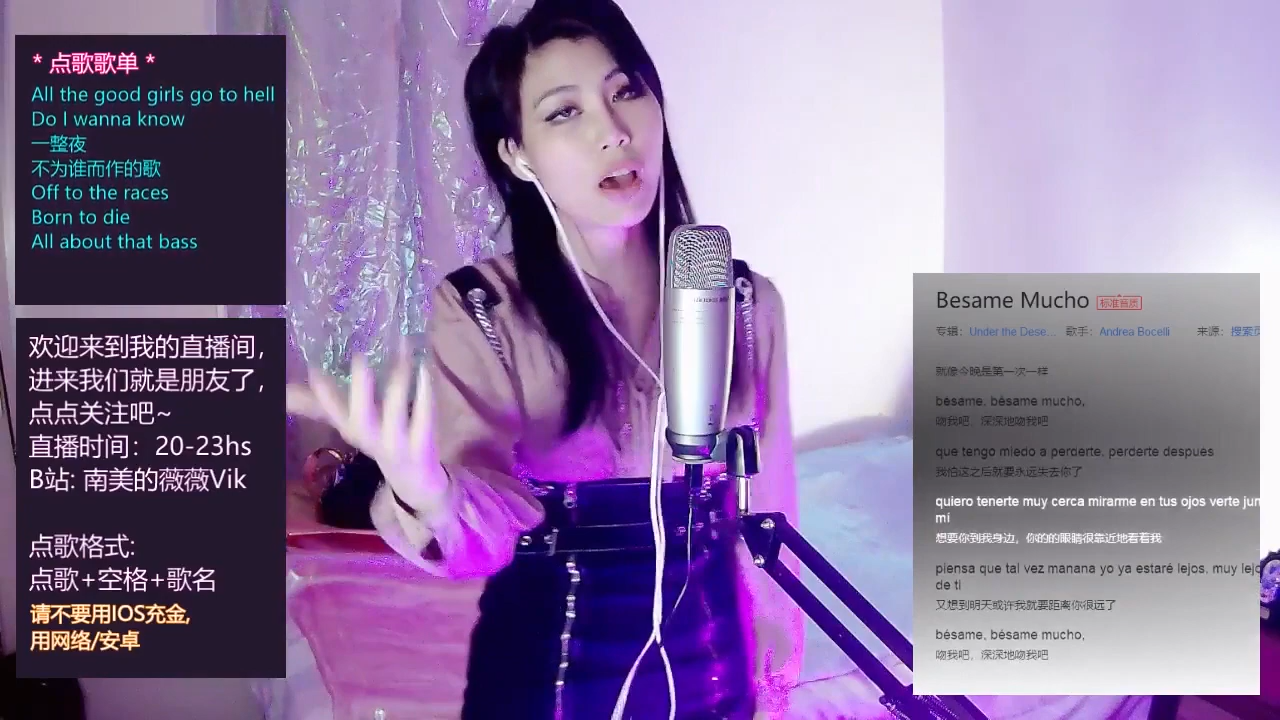 * 点歌歌单 *
All the good girls go to hell
Do I wanna know
一整夜
不为谁而作的歌
Off to the races
Born to die
All about that bass
欢迎来到我的直播间，
进来我们就是朋友了，
点点关注吧~
直播时间：20-23hs
B站: 南美的薇薇Vik
点歌格式:
点歌+空格+歌名
请不要用IOS充金,
用网络/安卓
Besame Mucho 标准音质
专辑：Under the Dese... 歌手：Andrea Bocelli 来源：搜索
就像今晚是第一次一样
bésame, bésame mucho,
吻我吧，深深地吻我吧
que tengo miedo a perderte, perderte despues
我怕这之后就要永远失去你了
quiero tenerte muy cerca mirarme en tus ojos verte jun
mí
想要你到我身边，你的的眼睛很靠近地看看我
piensa que tal vez manana yo ya estaré lejos, muy lejo
de ti
又想到明天或许我就要距离你很远了
bésame, bésame mucho,
吻我吧，深深地吻我吧